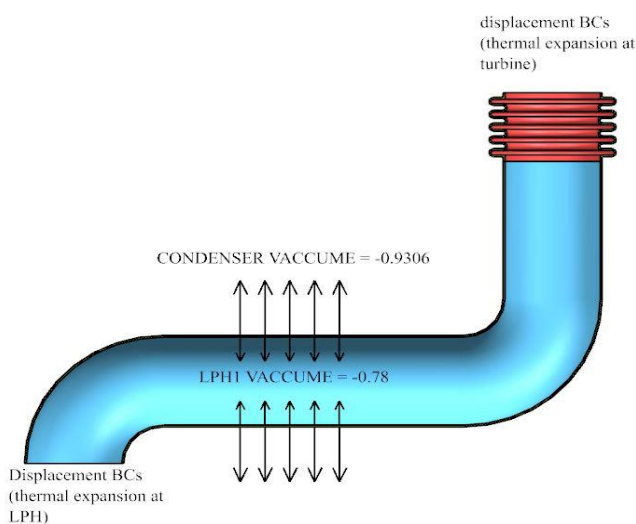 displacement BCs
(thermal expansion at
turbine)
CONDENSER VACCUME = -0.9306
LPH1 VACCUME = -0.78
Displacement BCs
(thermal expansion at
LPH)